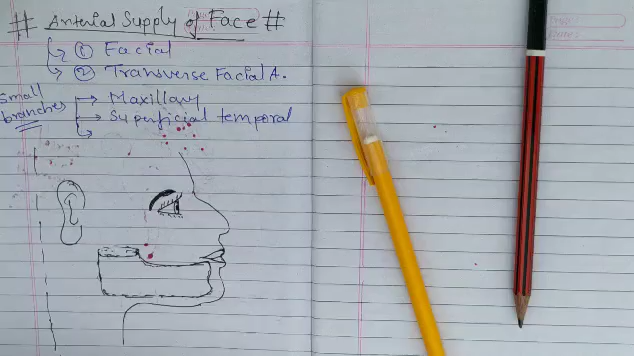 # Arterial Supply of Face #
① Facial
② Transverse Facial A.
Small branches
Maxillary
Superficial temporal